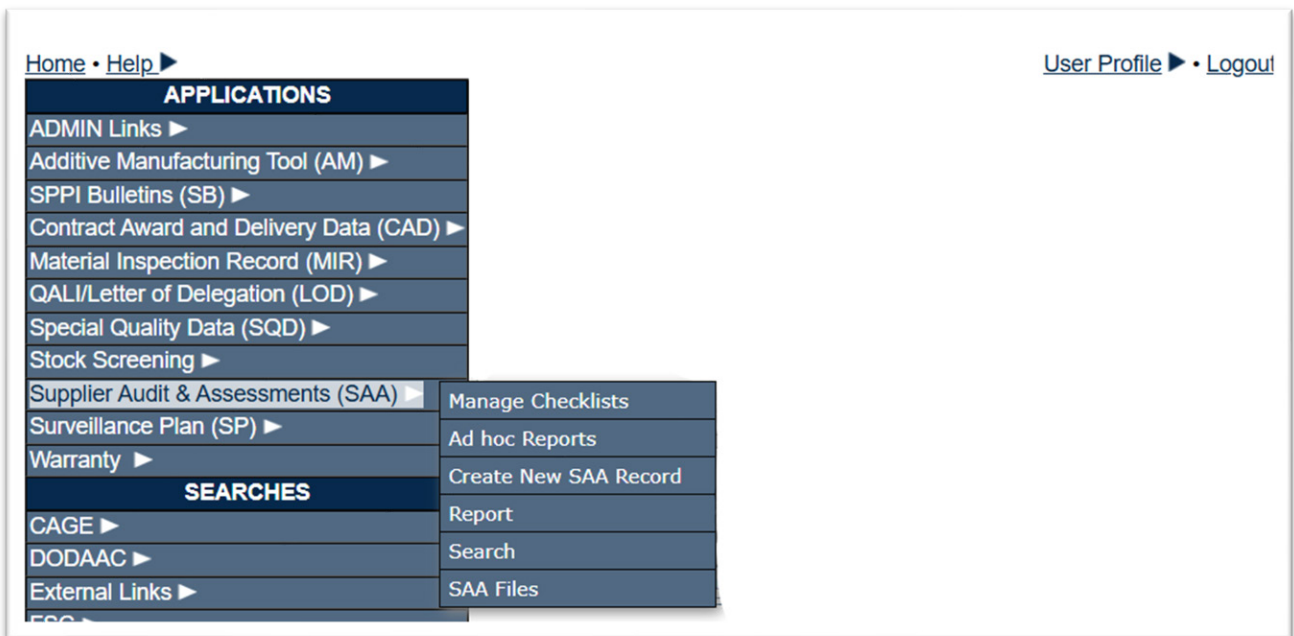 Home • Help ▶
User Profile ▶ • Logout
APPLICATIONS
ADMIN Links ▶
Additive Manufacturing Tool (AM) ▶
SPPI Bulletins (SB) ▶
Contract Award and Delivery Data (CAD) ▶
Material Inspection Record (MIR) ▶
QALI/Letter of Delegation (LOD) ▶
Special Quality Data (SQD) ▶
Stock Screening ▶
Supplier Audit & Assessments (SAA) ▶
Surveillance Plan (SP) ▶
Warranty ▶
SEARCHES
CAGE ▶
DODAAC ▶
External Links ▶
Manage Checklists
Ad hoc Reports
Create New SAA Record
Report
Search
SAA Files